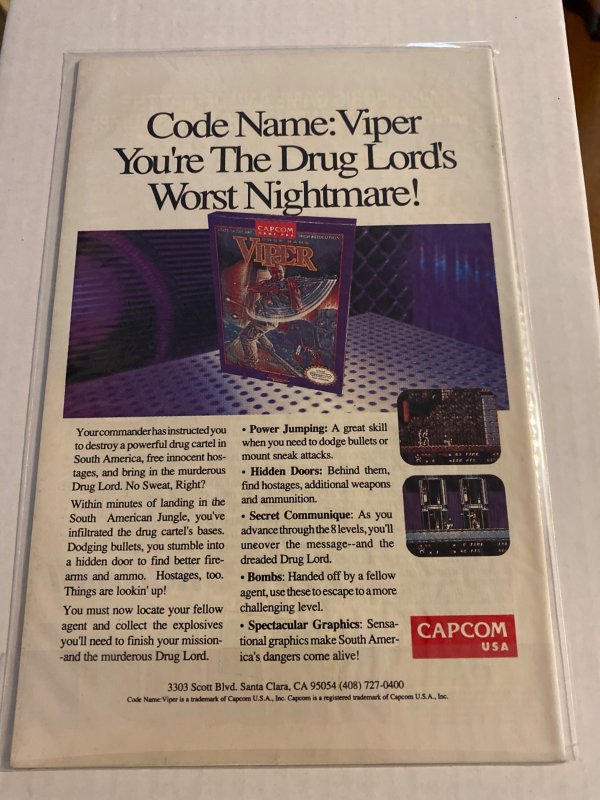 Code Name: Viper
You're The Drug Lord's
Worst Nightmare!
CAPCOM
VIPER
Your commander has instructed you
to destroy a powerful drug cartel in
South America, free innocent hos-
tages, and bring in the murderous
Drug Lord. No Sweat, Right?
Within minutes of landing in the
South American Jungle, you've
infiltrated the drug cartel's bases.
Dodging bullets, you stumble into
a hidden door to find better fire-
arms and ammo. Hostages, too.
Things are lookin' up!
You must now locate your fellow
agent and collect the explosives
you'll need to finish your mission-
-and the murderous Drug Lord.
• Power Jumping: A great skill
when you need to dodge bullets or
mount sneak attacks.
• Hidden Doors: Behind them,
find hostages, additional weapons
and ammunition.
• Secret Communique: As you
advance through the 8 levels, you'll
uneover the message--and the
dreaded Drug Lord.
• Bombs: Handed off by a fellow
agent, use these to escape to a more
challenging level.
• Spectacular Graphics: Sensa-
tional graphics make South Amer-
ica's dangers come alive!
CAPCOM
USA
3303 Scott Blvd. Santa Clara, CA 95054 (408) 727-0400
Code Name: Viper is a trademark of Capcom U.S.A., Inc. Capcom is a registered trademark of Capcom U.S.A., Inc.